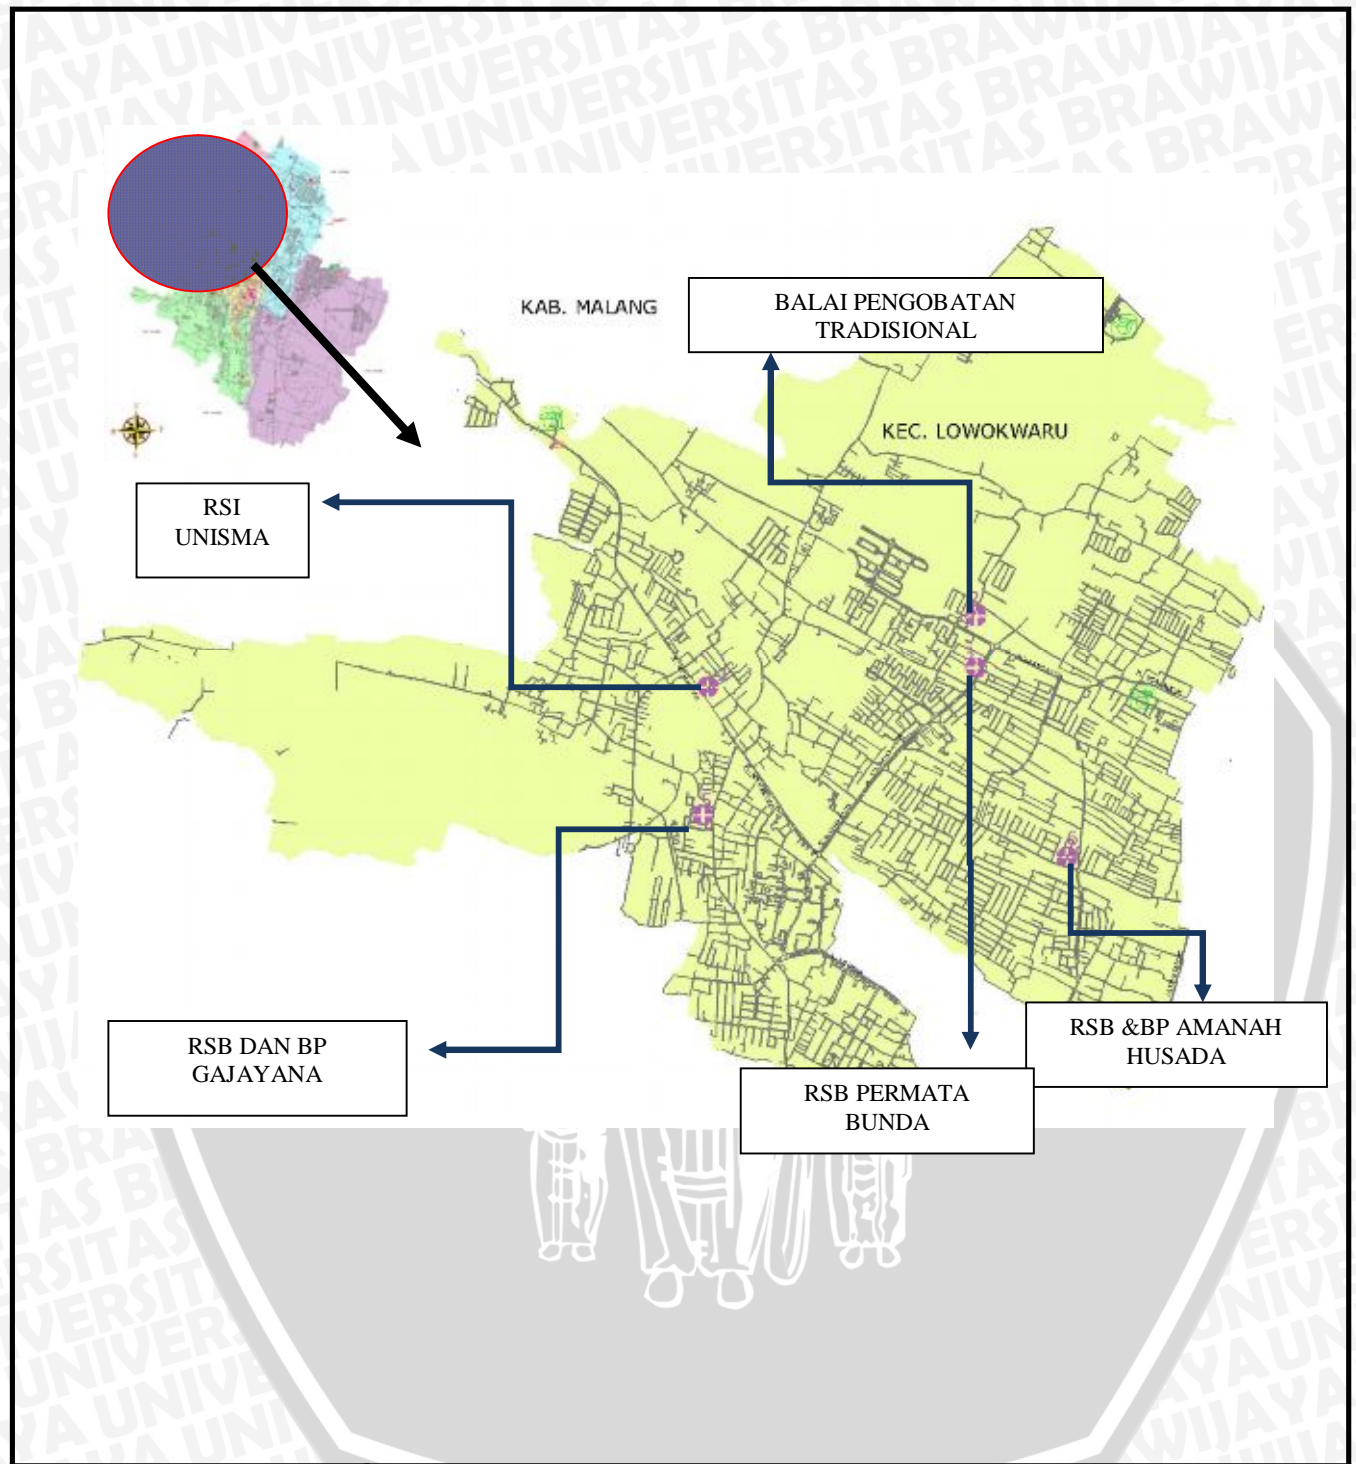 KAB. MALANG
BALAI PENGOBATAN
TRADISIONAL
KEC. LOWOKWARU
RSI
UNISMA
RSB DAN BP
GAJAYANA
RSB &BP AMANAH
HUSADA
RSB PERMATA
BUNDA